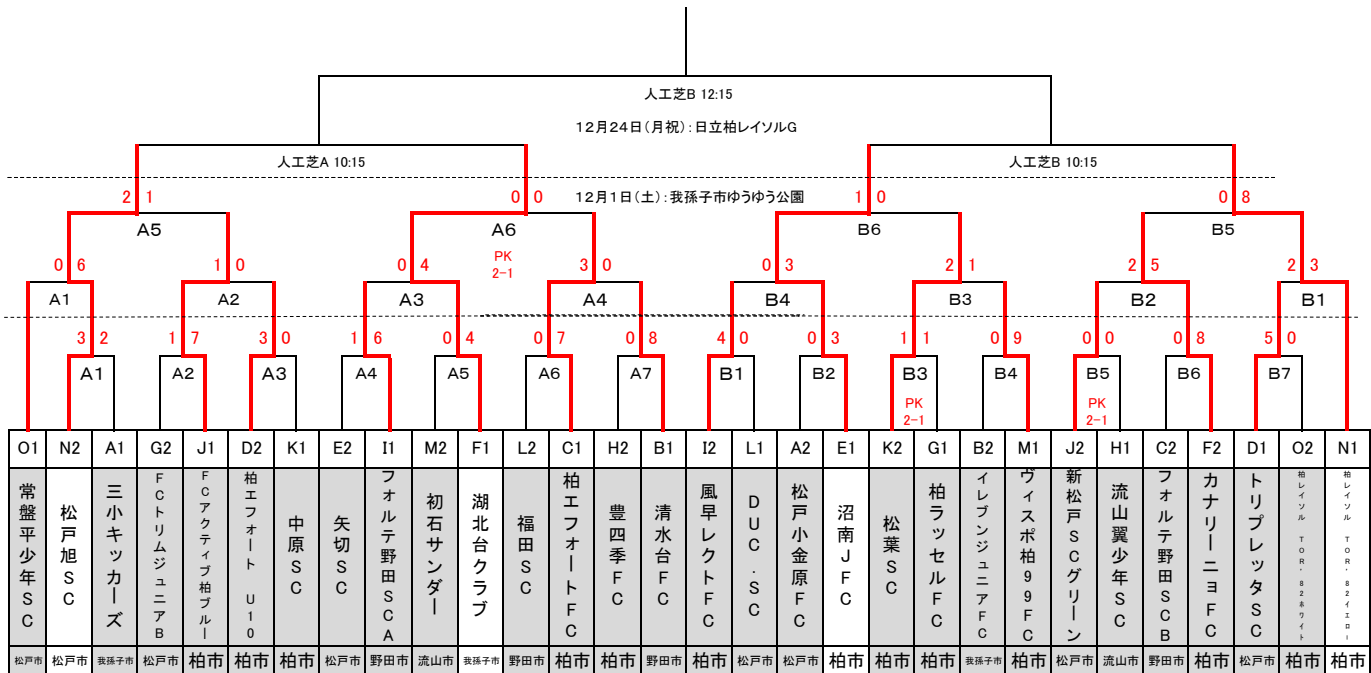 人工芝B 12:15
12月24日(月祝):日立柏レイソルG
人工芝A 10:15
人工芝B 10:15
2 1
0 0
12月1日(土):我孫子市ゆうゆう公園
1 0
0 8
A5
A6
B6
B5
PK
2-1
0 6
1 0
0 4
3 0
0 3
2 1
2 5
2 3
A1
A2
A3
A4
B4
B3
B2
B1
3 2
1 7
3 0
1 6
0 4
0 7
0 8
4 0
0 3
1 1
0 9
0 0
0 8
5 0
A1
A2
A3
A4
A5
A6
A7
B1
B2
B3
B4
B5
B6
B7
PK
2-1
PK
2-1
O1 N2 A1 G2 J1 D2 K1 E2 I1 M2 F1 L2 C1 H2 B1 I2 L1 A2 E1 K2 G1 B2 M1 J2 H1 C2 F2 D1 O2 N1
常盤平少年SC
松戸旭SC
三小キッカーズ
FCトリムジュニアB
FCアクティブ柏ブルー
柏エフォート U10
中原SC
矢切SC
フォルテ野田SCA
初石サンダー
湖北台クラブ
福田SC
柏エフォートFC
豊四季FC
清水台FC
風早レクトFC
DUC.SC
松戸小金原FC
沼南JFC
松葉SC
柏ラッセルFC
イレブンジュニアFC
ヴィスポ柏99FC
新松戸SCグリーン
流山翼少年SC
フォルテ野田SCB
カナリーニョFC
トリプレッタSC
柏レイソル TOR・82ホワイト
柏レイソル TOR・82イエロー
松戸市 松戸市 我孫子市 松戸市 柏市 柏市 柏市 松戸市 野田市 流山市 我孫子市 野田市 柏市 柏市 野田市 柏市 松戸市 松戸市 柏市 柏市 柏市 我孫子市 柏市 松戸市 流山市 野田市 柏市 松戸市 柏市 柏市